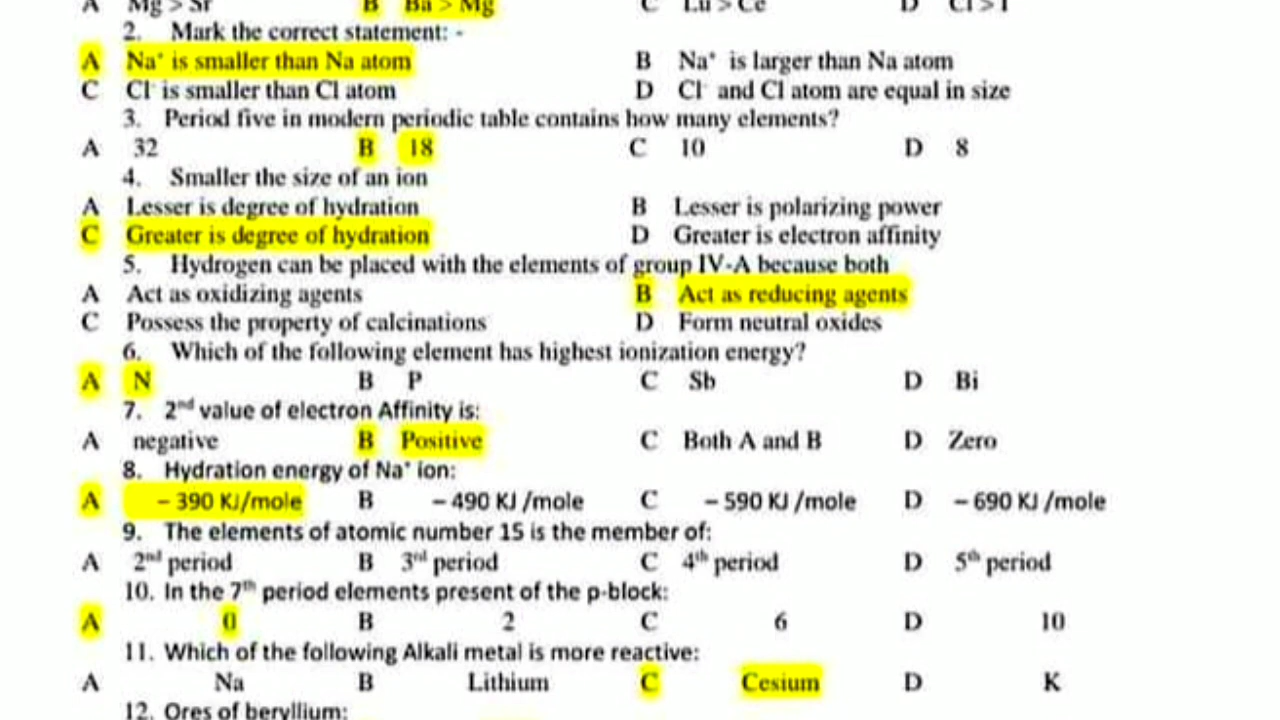 A Mg > Sr B Ba > Mg C Lu > Ce D Cl > I
2. Mark the correct statement: -
A Na⁺ is smaller than Na atom B Na⁺ is larger than Na atom
C Cl⁻ is smaller than Cl atom D Cl⁻ and Cl atom are equal in size
3. Period five in modern periodic table contains how many elements?
A 32 B 18 C 10 D 8
4. Smaller the size of an ion
A Lesser is degree of hydration B Lesser is polarizing power
C Greater is degree of hydration D Greater is electron affinity
5. Hydrogen can be placed with the elements of group IV-A because both
A Act as oxidizing agents B Act as reducing agents
C Possess the property of calcinations D Form neutral oxides
6. Which of the following element has highest ionization energy?
A N B P C Sb D Bi
7. 2ⁿᵈ value of electron Affinity is:
A negative B Positive C Both A and B D Zero
8. Hydration energy of Na⁺ ion:
A – 390 KJ/mole B – 490 KJ /mole C – 590 KJ /mole D – 690 KJ /mole
9. The elements of atomic number 15 is the member of:
A 2ⁿᵈ period B 3ʳᵈ period C 4ᵗʰ period D 5ᵗʰ period
10. In the 7ᵗʰ period elements present of the p-block:
A 0 B 2 C 6 D 10
11. Which of the following Alkali metal is more reactive:
A Na B Lithium C Cesium D K
12. Ores of beryllium: